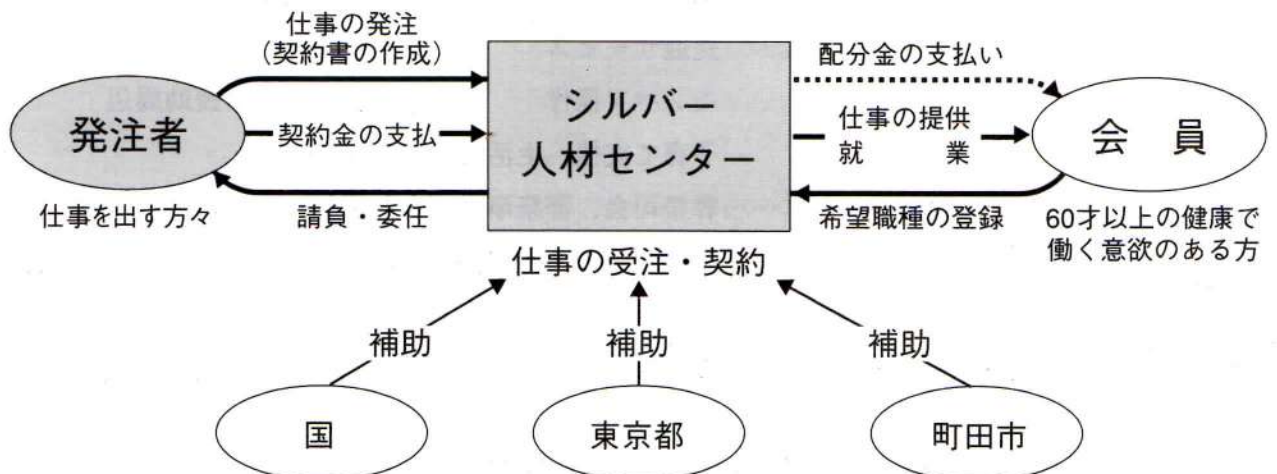 仕事の発注
(契約書の作成)
発注者
契約金の支払
仕事を出す方々
請負・委任
シルバー
人材センター
仕事の受注・契約
配分金の支払い
仕事の提供
就 業
希望職種の登録
会 員
60才以上の健康で
働く意欲のある方
補助
補助
補助
国
東京都
町田市